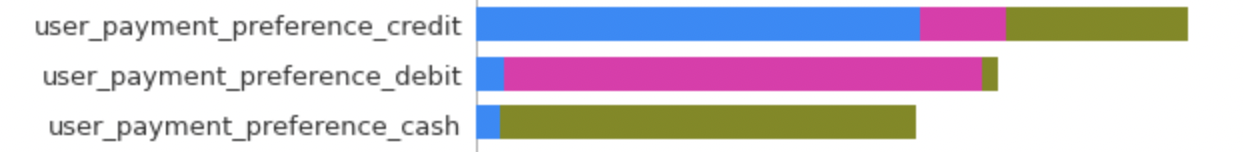 user_payment_preference_credit
user_payment_preference_debit
user_payment_preference_cash